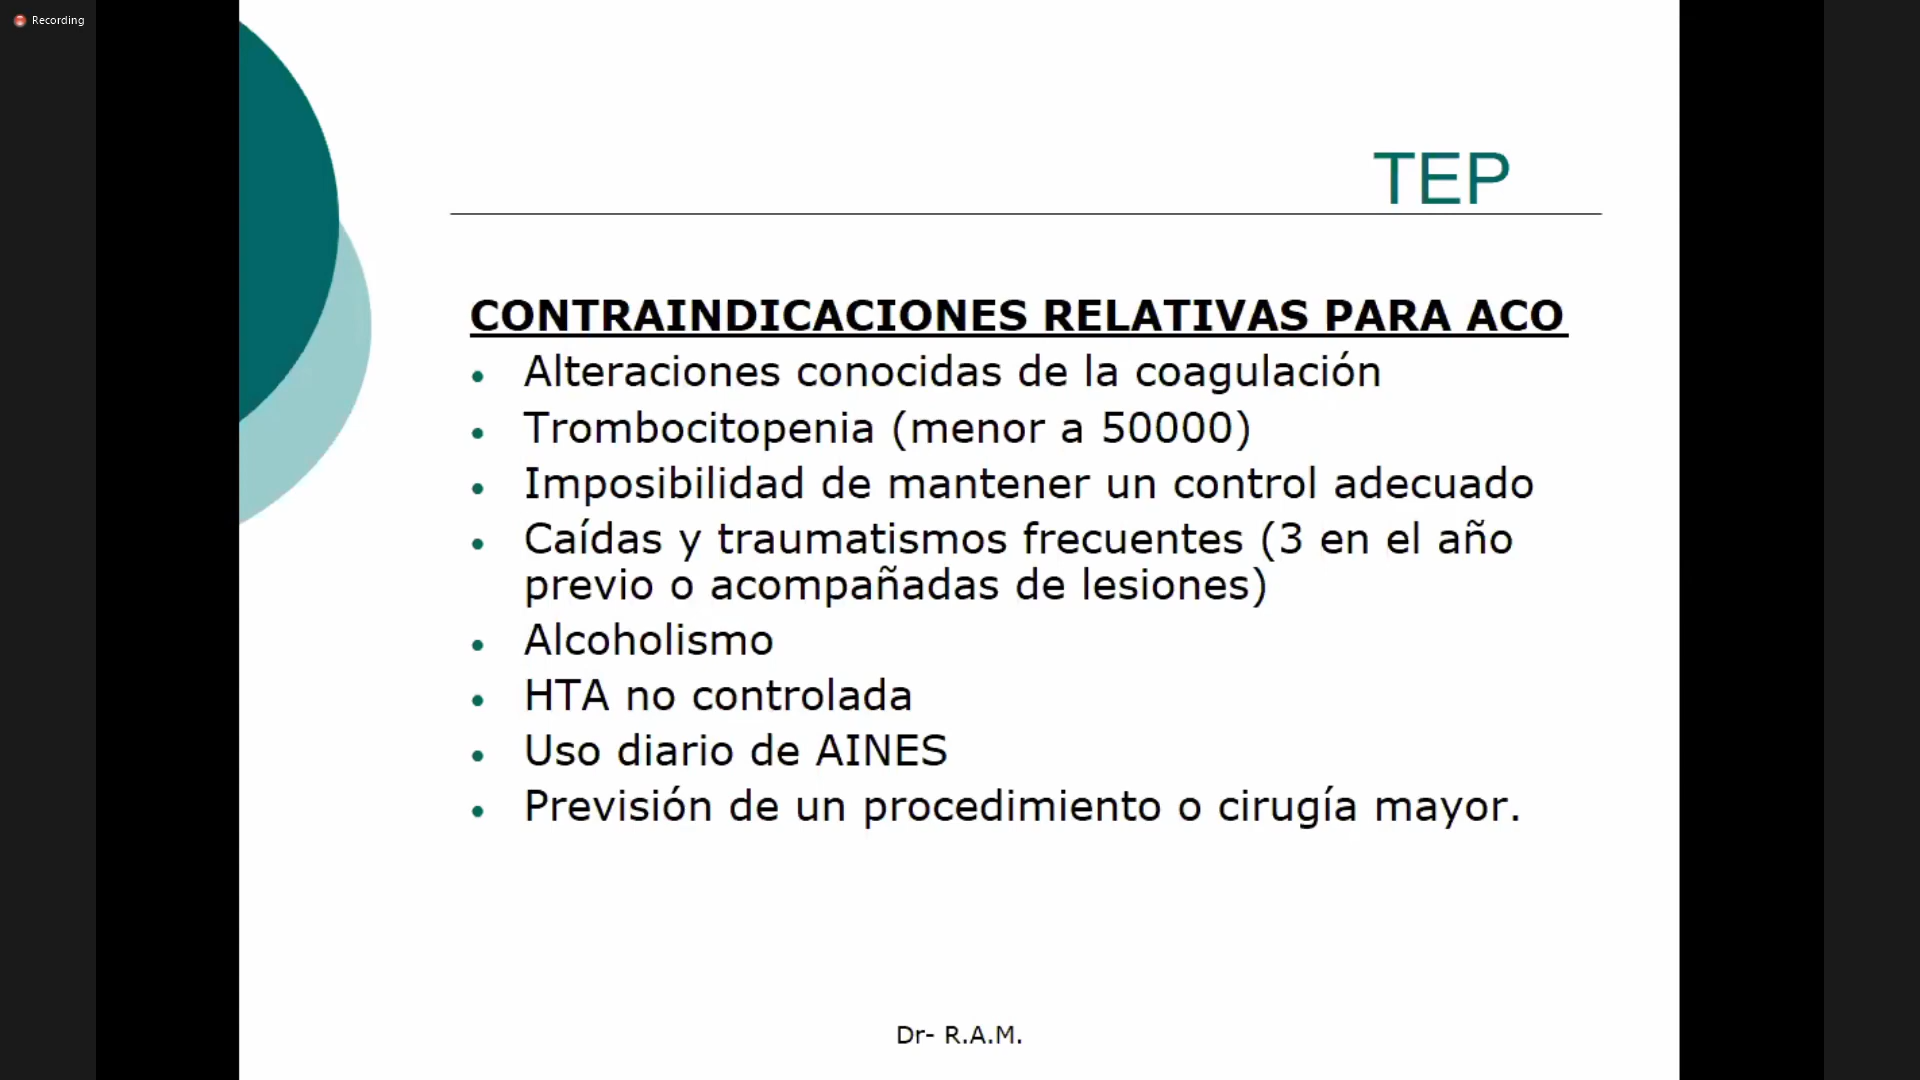 Recording
TEP
CONTRAINDICACIONES RELATIVAS PARA ACO
• Alteraciones conocidas de la coagulación
• Trombocitopenia (menor a 50000)
• Imposibilidad de mantener un control adecuado
• Caídas y traumatismos frecuentes (3 en el año
previo o acompañadas de lesiones)
• Alcoholismo
• HTA no controlada
• Uso diario de AINES
• Previsión de un procedimiento o cirugía mayor.
Dr- R.A.M.